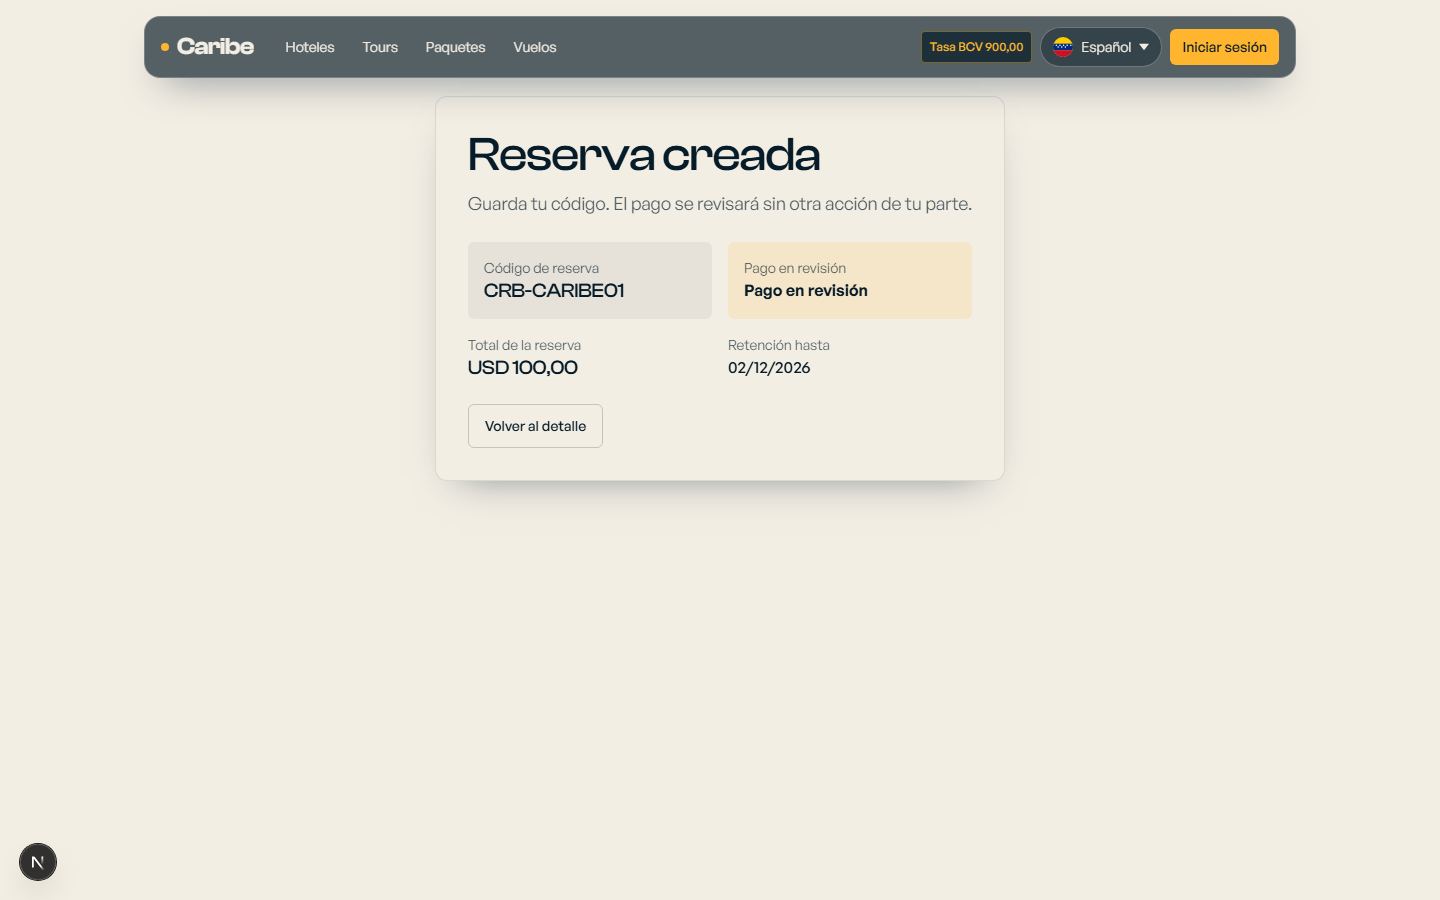 Caribe
Hoteles
Tours
Paquetes
Vuelos
Tasa BCV 900,00
Español
Iniciar sesión
Reserva creada
Guarda tu código. El pago se revisará sin otra acción de tu parte.
Código de reserva
CRB-CARIBE01
Pago en revisión
Pago en revisión
Total de la reserva
USD 100,00
Retención hasta
02/12/2026
Volver al detalle
N